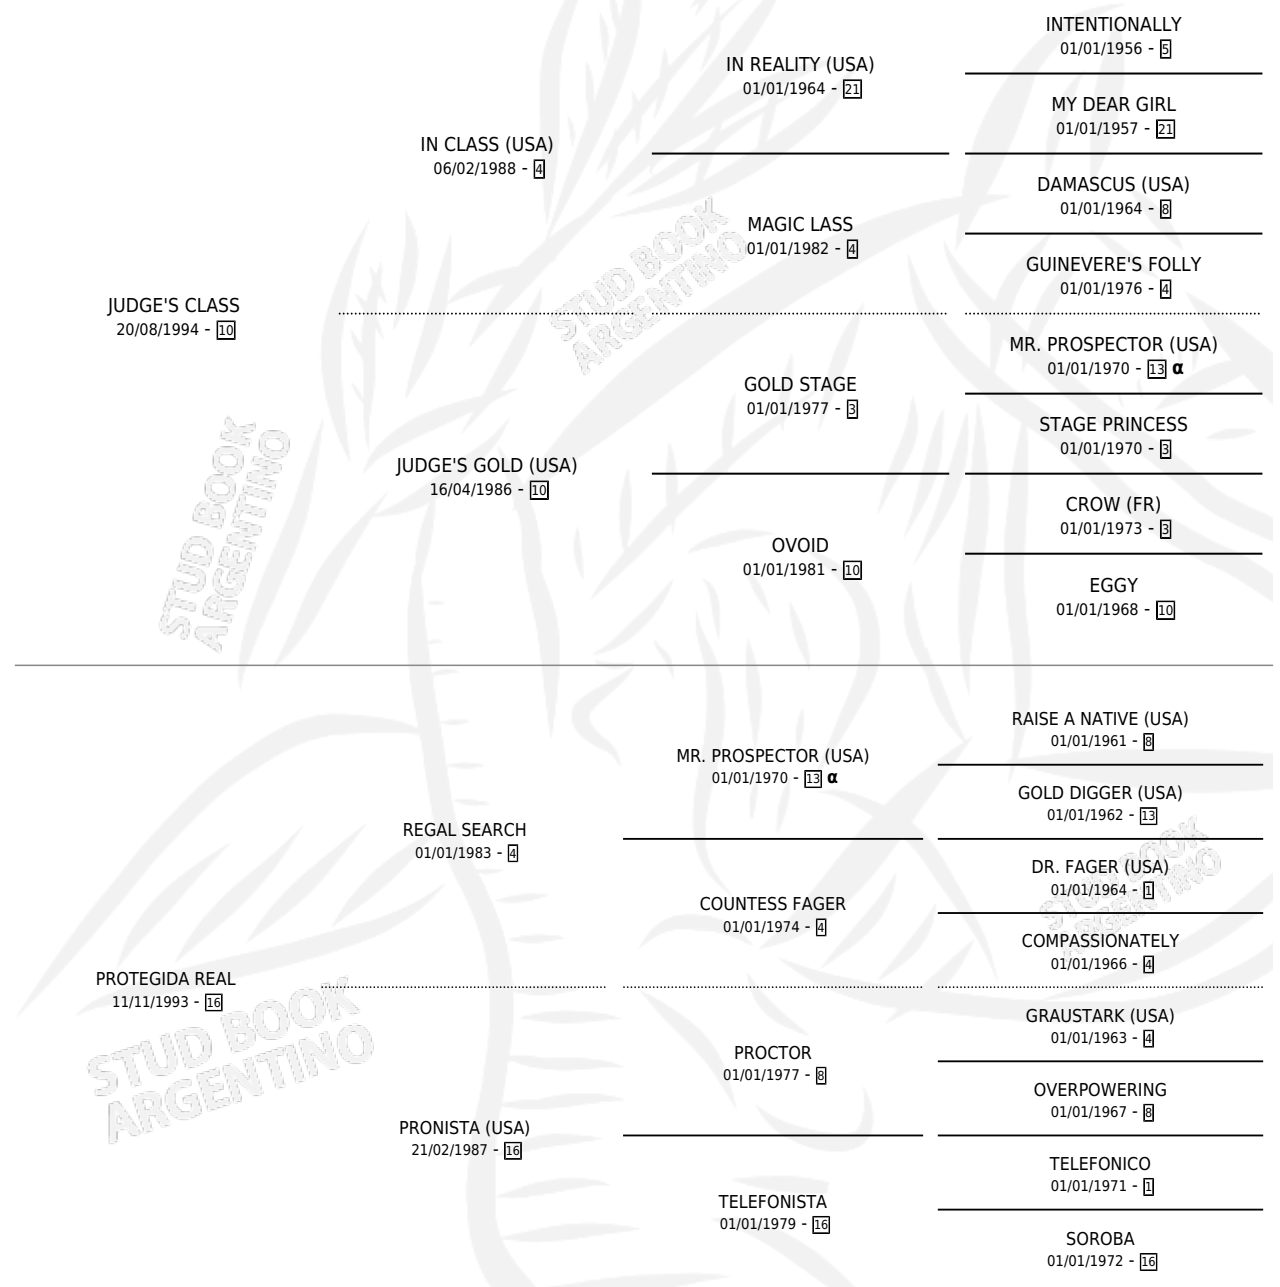 INTENTIONALLY
01/01/1956 - 5
IN REALITY (USA)
01/01/1964 - 21
MY DEAR GIRL
01/01/1957 - 21
IN CLASS (USA)
06/02/1988 - 4
DAMASCUS (USA)
01/01/1964 - 8
MAGIC LASS
01/01/1982 - 4
GUINEVERE'S FOLLY
01/01/1976 - 4
JUDGE'S CLASS
20/08/1994 - 10
MR. PROSPECTOR (USA)
01/01/1970 - 13 α
GOLD STAGE
01/01/1977 - 3
STAGE PRINCESS
01/01/1970 - 3
JUDGE'S GOLD (USA)
16/04/1986 - 10
CROW (FR)
01/01/1973 - 3
OVOID
01/01/1981 - 10
EGGY
01/01/1968 - 10
RAISE A NATIVE (USA)
01/01/1961 - 8
MR. PROSPECTOR (USA)
01/01/1970 - 13 α
GOLD DIGGER (USA)
01/01/1962 - 13
REGAL SEARCH
01/01/1983 - 4
DR. FAGER (USA)
01/01/1964 - 1
COUNTESS FAGER
01/01/1974 - 4
COMPASSIONATELY
01/01/1966 - 4
PROTEGIDA REAL
11/11/1993 - 16
GRAUSTARK (USA)
01/01/1963 - 4
PROCTOR
01/01/1977 - 8
OVERPOWERING
01/01/1967 - 8
PRONISTA (USA)
21/02/1987 - 16
TELEFONICO
01/01/1971 - 1
TELEFONISTA
01/01/1979 - 16
SOROBA
01/01/1972 - 16
STUD BOOK
ARGENTINO
STUD BOOK
ARGENTINO
STUD BOOK
ARGENTINO
STUD BOOK
ARGENTINO